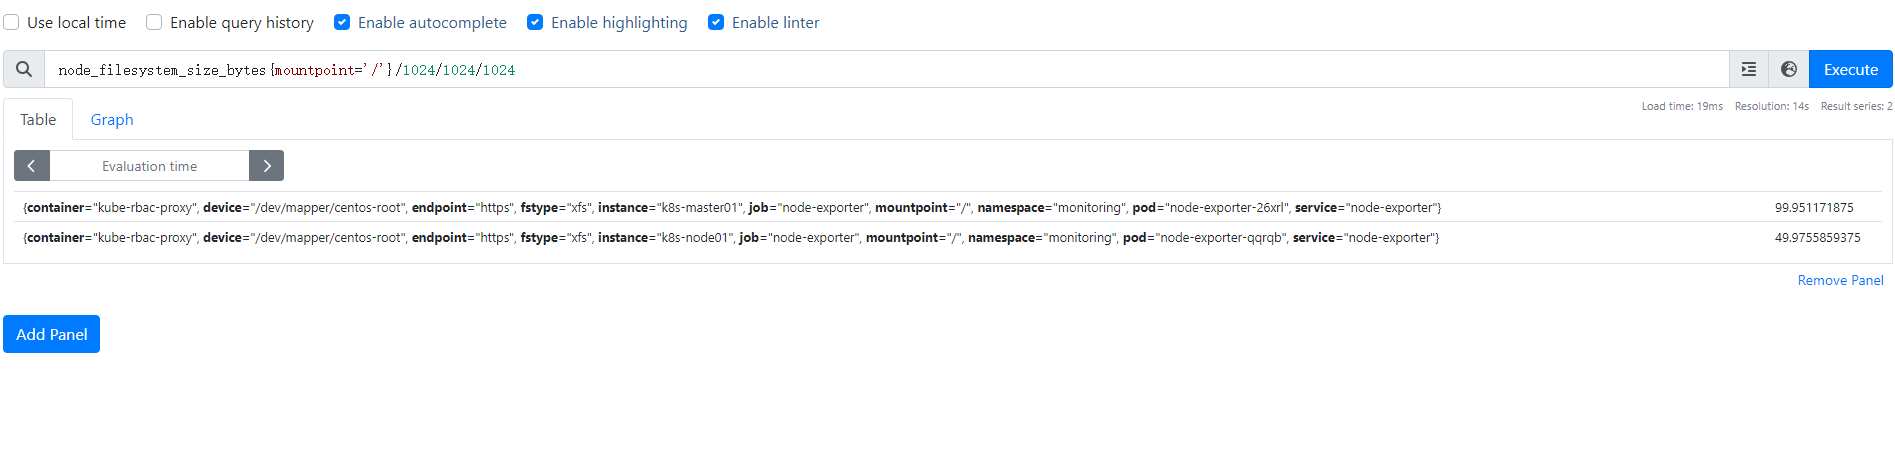 Use local time Enable query history Enable autocomplete Enable highlighting Enable linter
node_filesystem_size_bytes{mountpoint='/'}/1024/1024/1024 Execute
Load time: 19ms Resolution: 14s Result series: 2
Table Graph
Evaluation time
{container="kube-rbac-proxy", device="/dev/mapper/centos-root", endpoint="https", fstype="xfs", instance="k8s-master01", job="node-exporter", mountpoint="/", namespace="monitoring", pod="node-exporter-26xrl", service="node-exporter"} 99.951171875
{container="kube-rbac-proxy", device="/dev/mapper/centos-root", endpoint="https", fstype="xfs", instance="k8s-node01", job="node-exporter", mountpoint="/", namespace="monitoring", pod="node-exporter-qqrqb", service="node-exporter"} 49.9755859375
Remove Panel
Add Panel